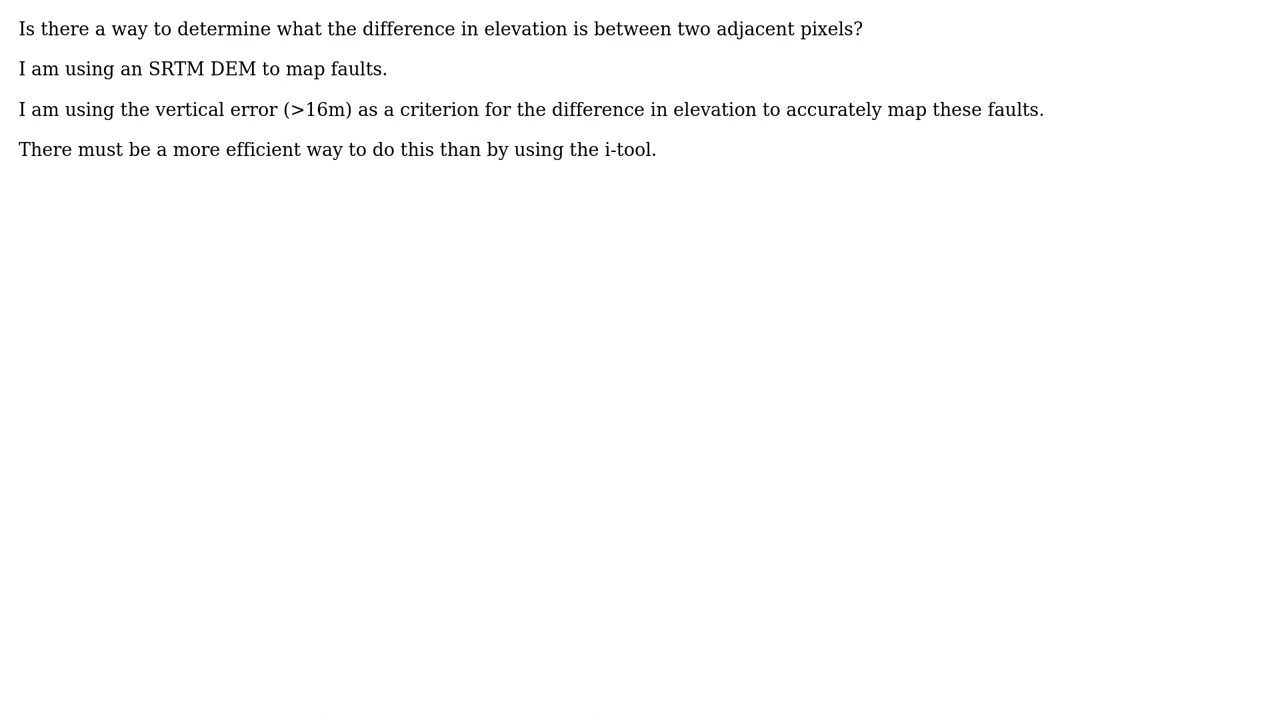 Is there a way to determine what the difference in elevation is between two adjacent pixels?
I am using an SRTM DEM to map faults.
I am using the vertical error (>16m) as a criterion for the difference in elevation to accurately map these faults.
There must be a more efficient way to do this than by using the i-tool.